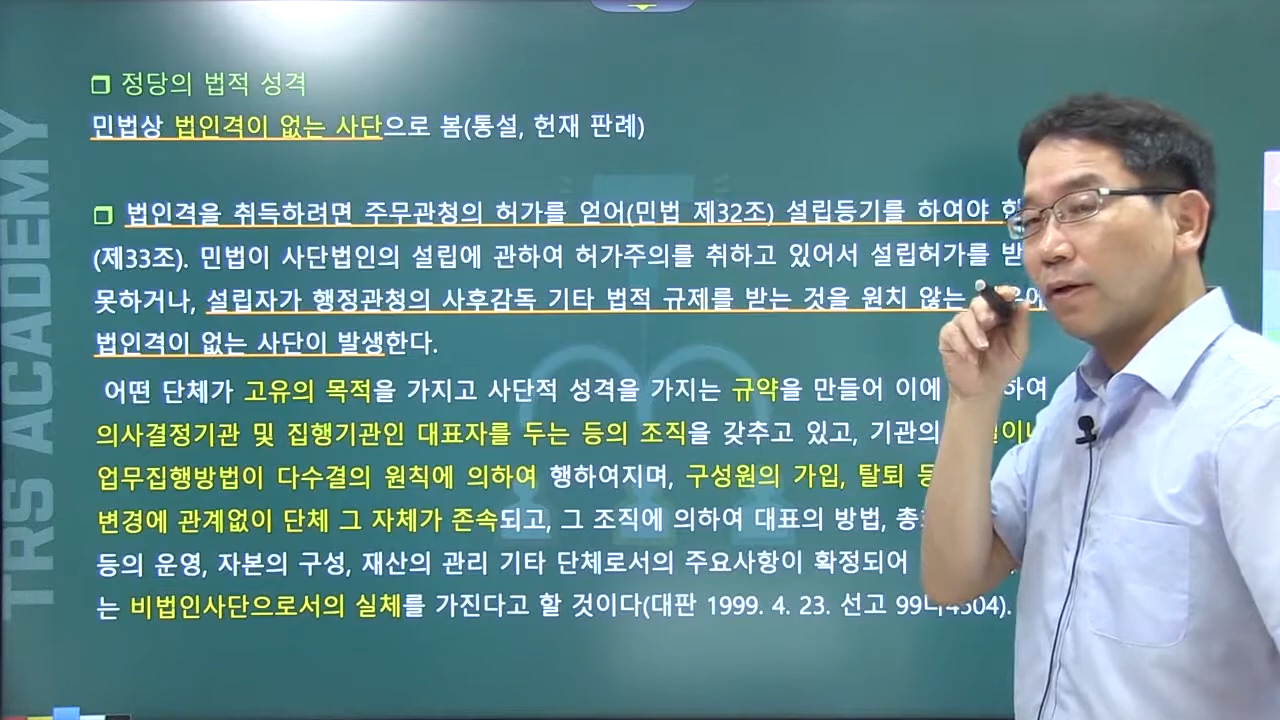 TRS ACADEMY
❐ 정당의 법적 성격
민법상 법인격이 없는 사단으로 봄(통설, 헌재 판례)
❐ 법인격을 취득하려면 주무관청의 허가를 얻어(민법 제32조) 설립등기를 하여야
(제33조). 민법이 사단법인의 설립에 관하여 허가주의를 취하고 있어서 설립허가를
못하거나, 설립자가 행정관청의 사후감독 기타 법적 규제를 받는 것을 원치 않는
법인격이 없는 사단이 발생한다.
어떤 단체가 고유의 목적을 가지고 사단적 성격을 가지는 규약을 만들어 이에
의사결정기관 및 집행기관인 대표자를 두는 등의 조직을 갖추고 있고, 기관의
업무집행방법이 다수결의 원칙에 의하여 행하여지며, 구성원의 가입, 탈퇴
변경에 관계없이 단체 그 자체가 존속되고, 그 조직에 의하여 대표의 방법,
등의 운영, 자본의 구성, 재산의 관리 기타 단체로서의 주요사항이 확정되어
는 비법인사단으로서의 실체를 가진다고 할 것이다(대판 1999. 4. 23. 선고